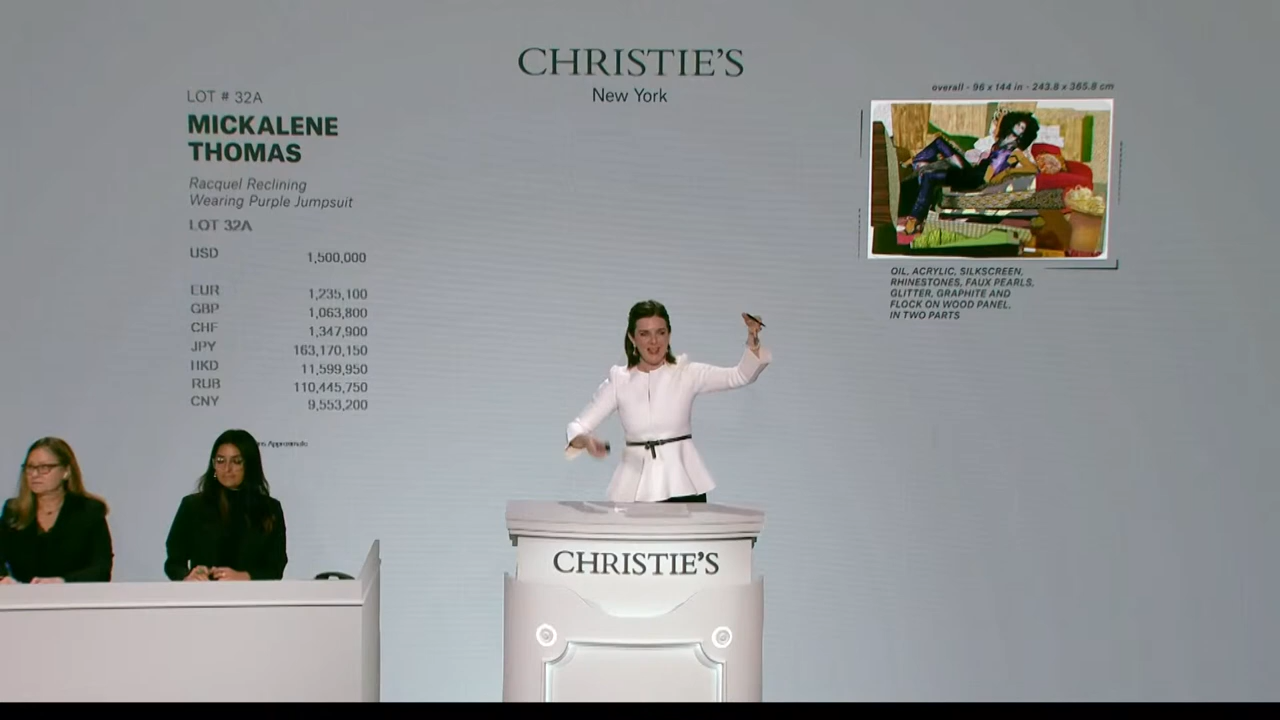 CHRISTIE'S
New York
LOT # 32A
MICKALENE
THOMAS
Racquel Reclining
Wearing Purple Jumpsuit
LOT 32A
USD 1,500,000
EUR 1,235,100
GBP 1,063,800
CHF 1,347,900
JPY 163,170,150
HKD 11,599,950
RUB 110,445,750
CNY 9,553,200
Approximate
overall - 96 x 144 in - 243.8 x 365.8 cm
OIL, ACRYLIC, SILKSCREEN,
RHINESTONES, FAUX PEARLS,
GLITTER, GRAPHITE AND
FLOCK ON WOOD PANEL.
IN TWO PARTS
CHRISTIE'S